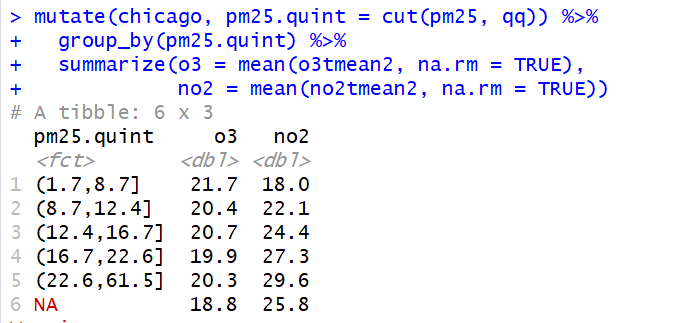 > mutate(chicago, pm25.quint = cut(pm25, qq)) %>%
+   group_by(pm25.quint) %>%
+   summarize(o3 = mean(o3tmean2, na.rm = TRUE),
+             no2 = mean(no2tmean2, na.rm = TRUE))
# A tibble: 6 x 3
  pm25.quint     o3   no2
  <fct>       <dbl> <dbl>
1 (1.7,8.7]    21.7  18.0
2 (8.7,12.4]   20.4  22.1
3 (12.4,16.7]  20.7  24.4
4 (16.7,22.6]  19.9  27.3
5 (22.6,61.5]  20.3  29.6
6 NA           18.8  25.8